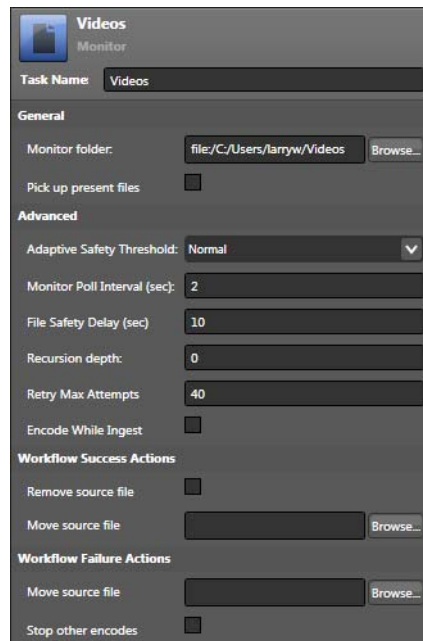 Videos
Monitor
Task Name: Videos
General
Monitor folder: file:/C:/Users/larryw/Videos Browse...
Pick up present files
Advanced
Adaptive Safety Threshold: Normal
Monitor Poll Interval (sec): 2
File Safety Delay (sec) 10
Recursion depth: 0
Retry Max Attempts 40
Encode While Ingest
Workflow Success Actions
Remove source file
Move source file Browse...
Workflow Failure Actions
Move source file Browse...
Stop other encodes